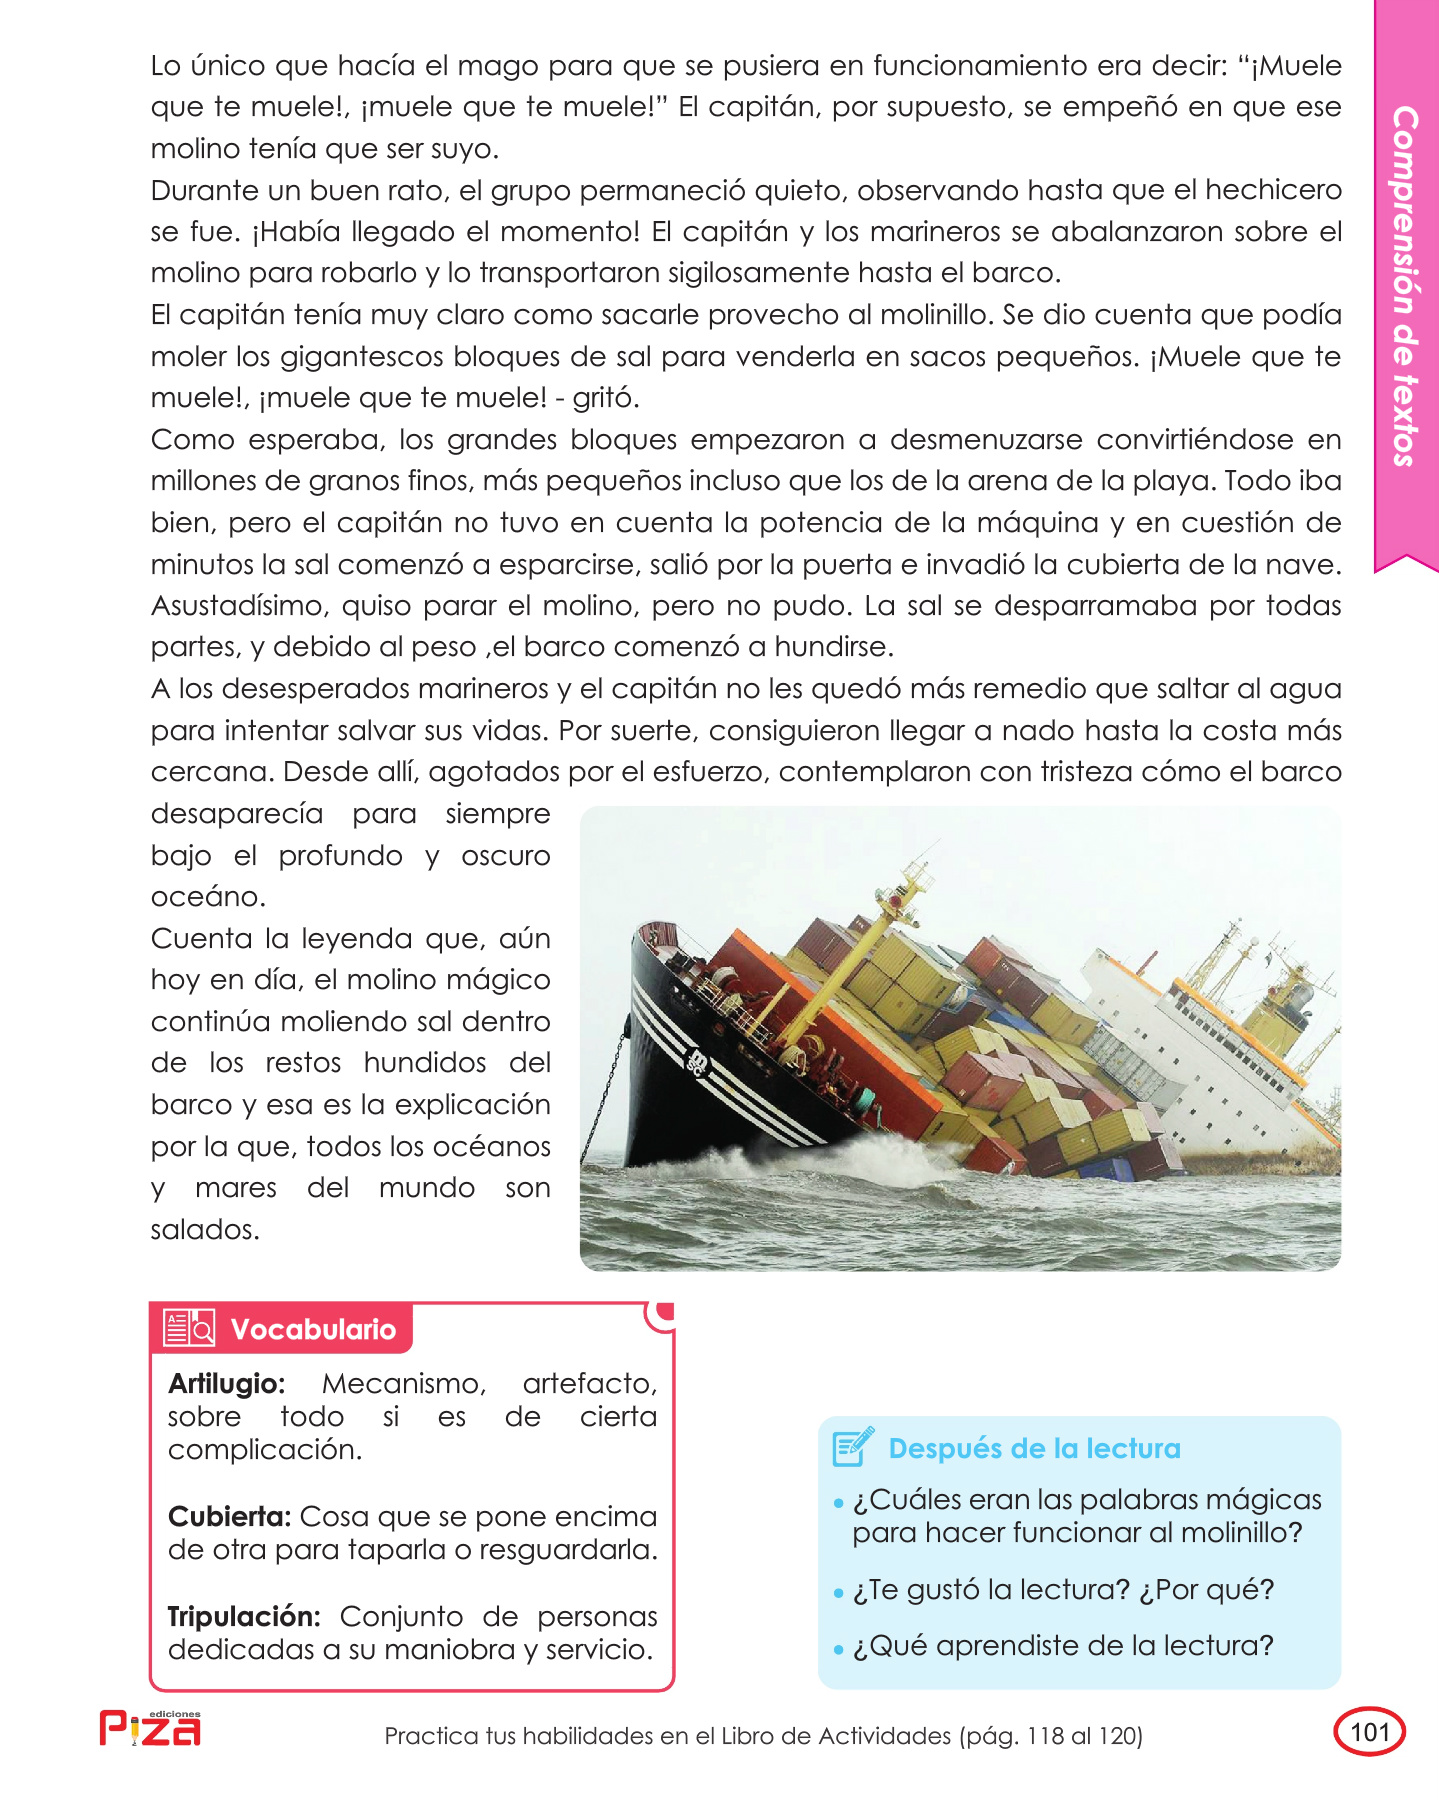 Lo único que hacía el mago para que se pusiera en funcionamiento era decir: “¡Muele
que te muele!, ¡muele que te muele!” El capitán, por supuesto, se empeñó en que ese
molino tenía que ser suyo.
Durante un buen rato, el grupo permaneció quieto, observando hasta que el hechicero
se fue. ¡Había llegado el momento! El capitán y los marineros se abalanzaron sobre el
molino para robarlo y lo transportaron sigilosamente hasta el barco.
El capitán tenía muy claro como sacarle provecho al molinillo. Se dio cuenta que podía
moler los gigantescos bloques de sal para venderla en sacos pequeños. ¡Muele que te
muele!, ¡muele que te muele! - gritó.
Como esperaba, los grandes bloques empezaron a desmenuzarse convirtiéndose en
millones de granos finos, más pequeños incluso que los de la arena de la playa. Todo iba
bien, pero el capitán no tuvo en cuenta la potencia de la máquina y en cuestión de
minutos la sal comenzó a esparcirse, salió por la puerta e invadió la cubierta de la nave.
Asustadísimo, quiso parar el molino, pero no pudo. La sal se desparramaba por todas
partes, y debido al peso ,el barco comenzó a hundirse.
A los desesperados marineros y el capitán no les quedó más remedio que saltar al agua
para intentar salvar sus vidas. Por suerte, consiguieron llegar a nado hasta la costa más
cercana. Desde allí, agotados por el esfuerzo, contemplaron con tristeza cómo el barco
desaparecía para siempre
bajo el profundo y oscuro
oceáno.
Cuenta la leyenda que, aún
hoy en día, el molino mágico
continúa moliendo sal dentro
de los restos hundidos del
barco y esa es la explicación
por la que, todos los océanos
y mares del mundo son
salados.
Comprensión de textos
m
SC
Vocabulario
Artilugio: Mecanismo, artefacto,
sobre todo si es de cierta
complicación.
Cubierta: Cosa que se pone encima
de otra para taparla o resguardarla.
Tripulación: Conjunto de personas
dedicadas a su maniobra y servicio.
Después de la lectura
• ¿Cuáles eran las palabras mágicas
para hacer funcionar al molinillo?
• ¿Te gustó la lectura? ¿Por qué?
• ¿Qué aprendiste de la lectura?
ediciones
PiZa
Practica tus habilidades en el Libro de Actividades (pág. 118 al 120)
101